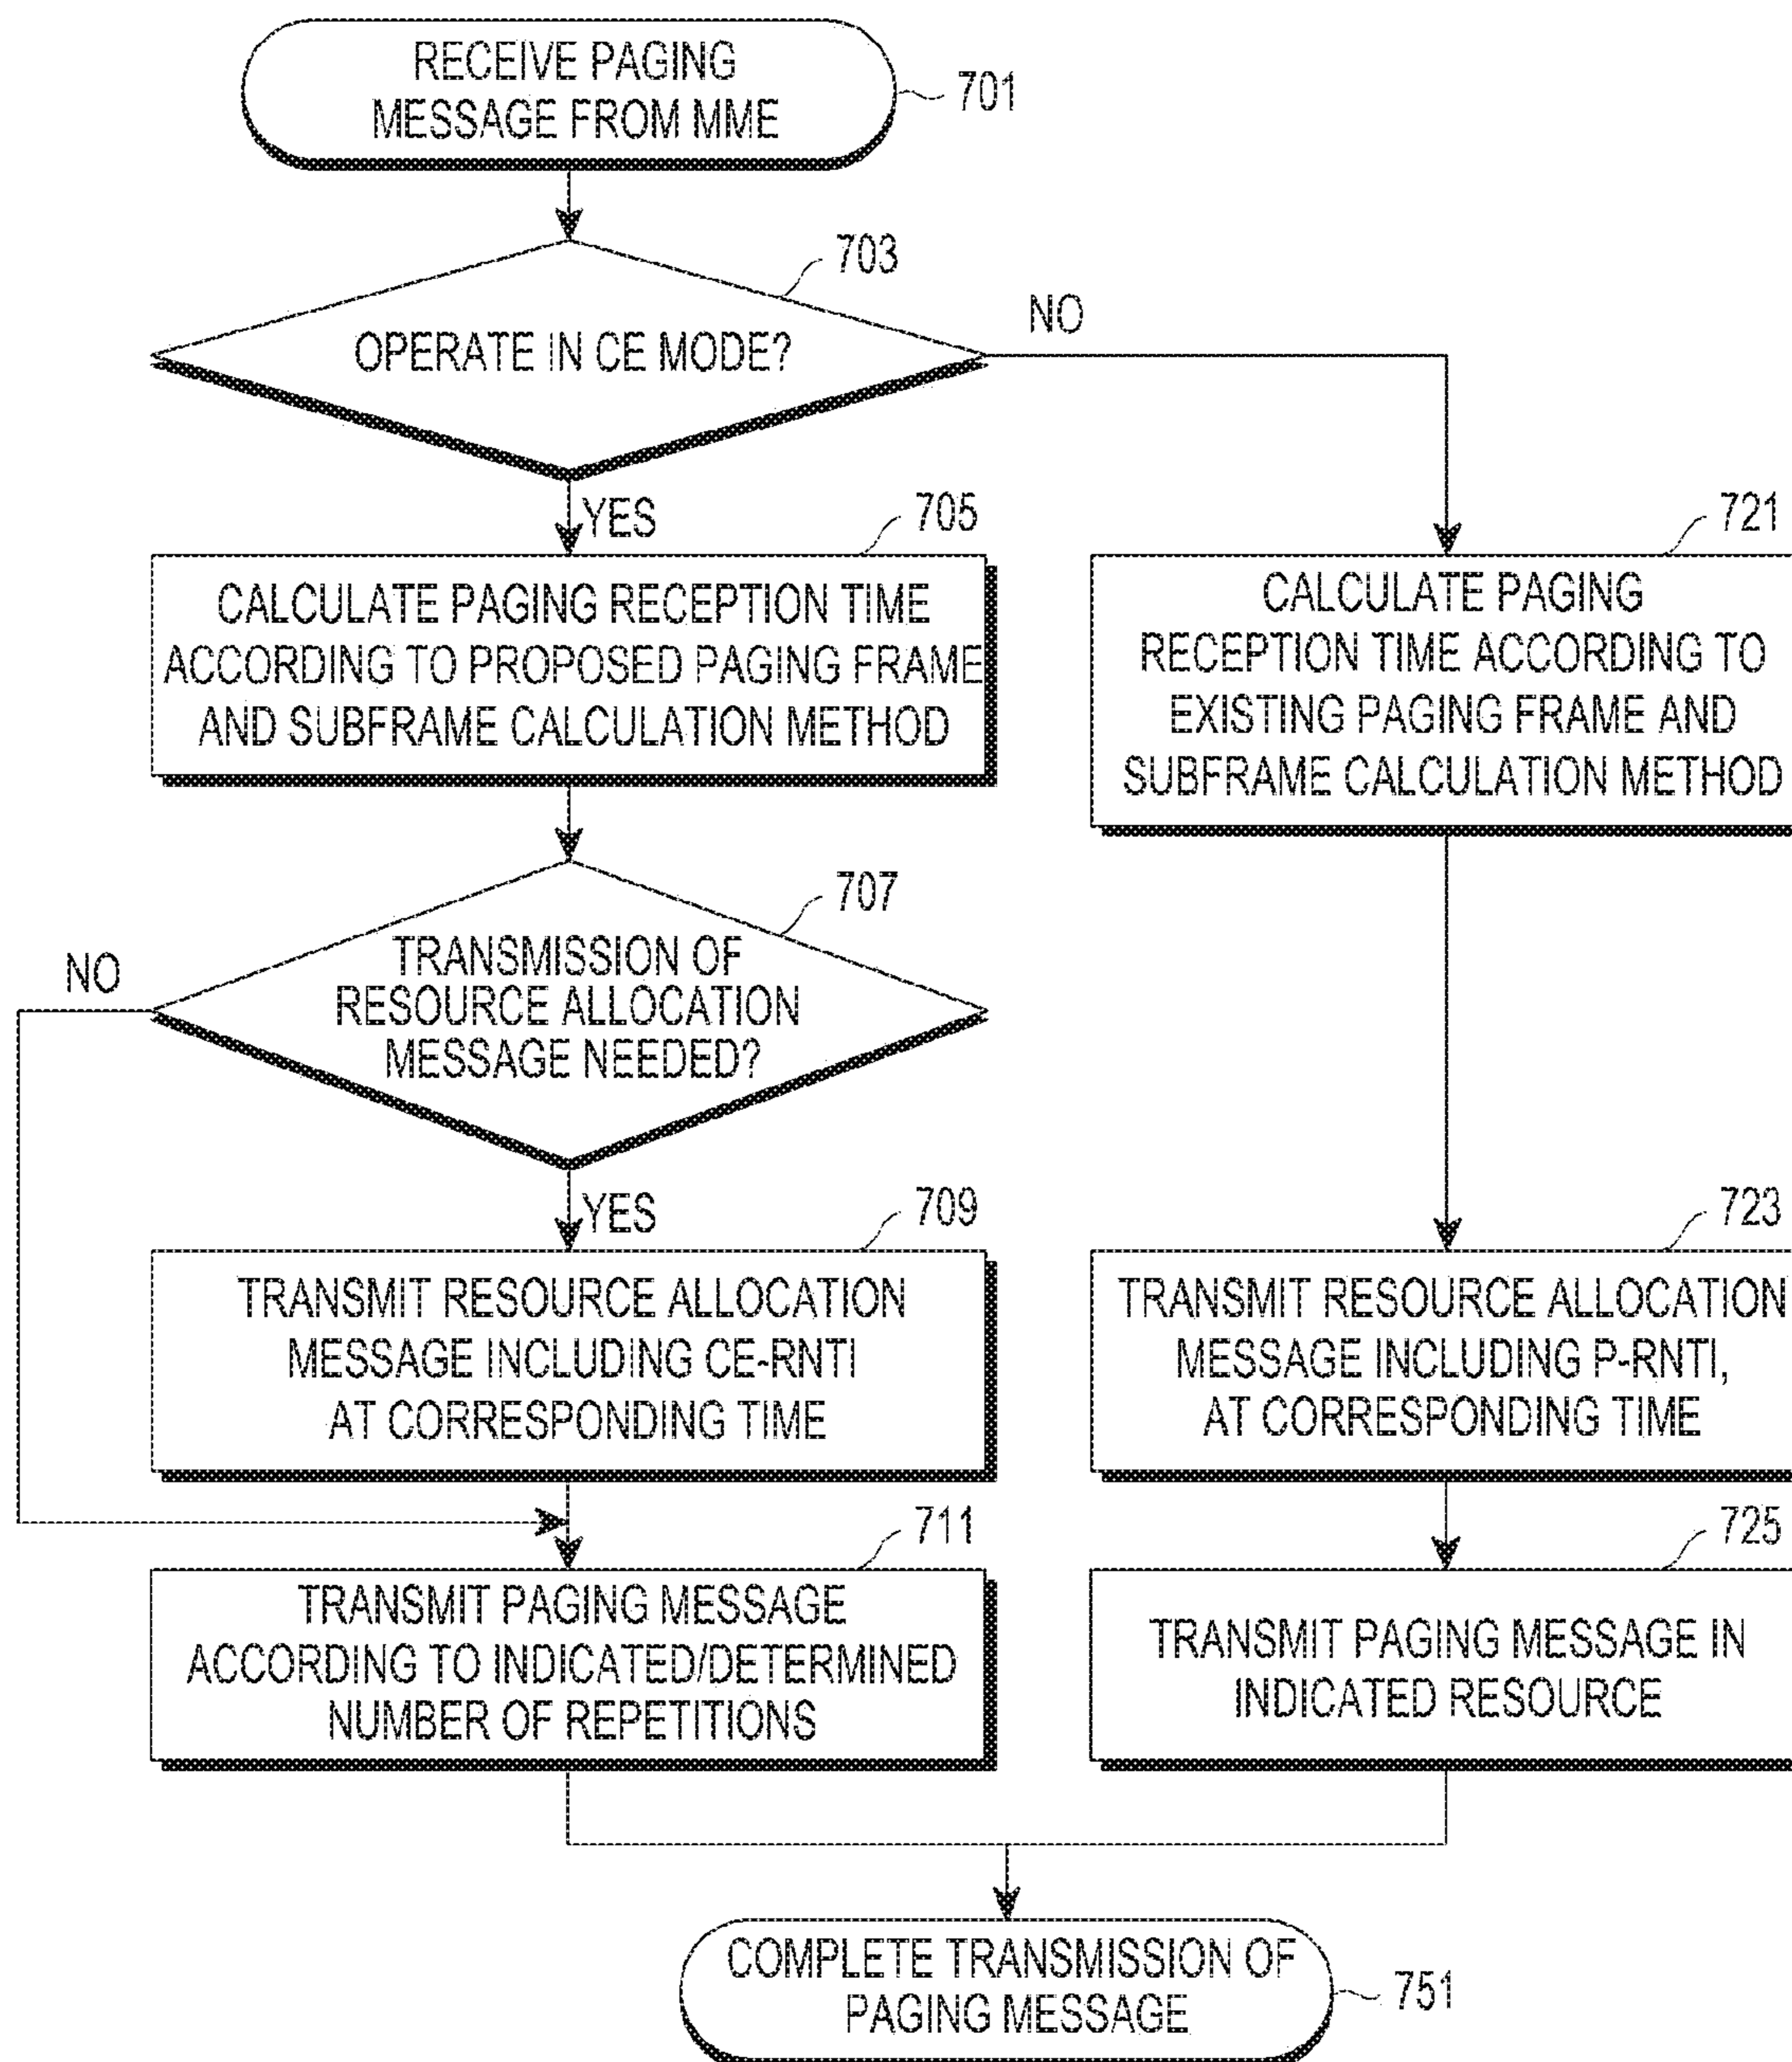 RECEIVE PAGING
MESSAGE FROM MME
701
703
OPERATE IN CE MODE?
NO
YES
705
CALCULATE PAGING RECEPTION TIME
ACCORDING TO PROPOSED PAGING FRAME
AND SUBFRAME CALCULATION METHOD
721
CALCULATE PAGING
RECEPTION TIME ACCORDING TO
EXISTING PAGING FRAME AND
SUBFRAME CALCULATION METHOD
707
NO
TRANSMISSION OF
RESOURCE ALLOCATION
MESSAGE NEEDED?
YES
709
TRANSMIT RESOURCE ALLOCATION
MESSAGE INCLUDING CE-RNTI
AT CORRESPONDING TIME
723
TRANSMIT RESOURCE ALLOCATION
MESSAGE INCLUDING P-RNTI,
AT CORRESPONDING TIME
711
TRANSMIT PAGING MESSAGE
ACCORDING TO INDICATED/DETERMINED
NUMBER OF REPETITIONS
725
TRANSMIT PAGING MESSAGE IN
INDICATED RESOURCE
COMPLETE TRANSMISSION OF
PAGING MESSAGE
751